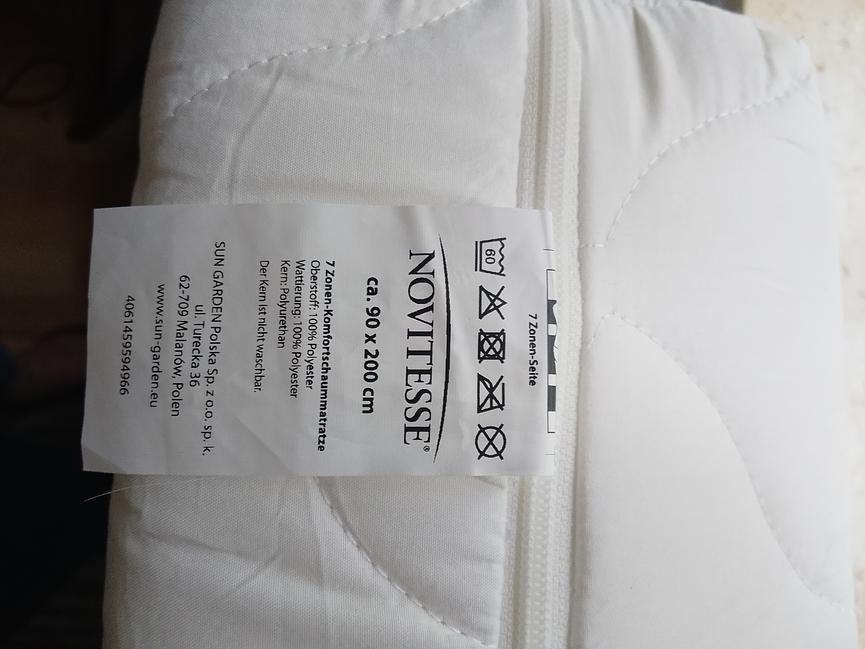 7 Zonen-Seite
60
NOVITESSE®
ca. 90 x 200 cm
7 Zonen-Komfortschaummatratze
Oberstoff: 100% Polyester
Wattierung: 100% Polyester
Kern: Polyurethan
Der Kern ist nicht waschbar.
SUN GARDEN Polska Sp. z o.o. sp. k.
ul. Turecka 36
62-709 Malanów, Polen
www.sun-garden.eu
4061459594966